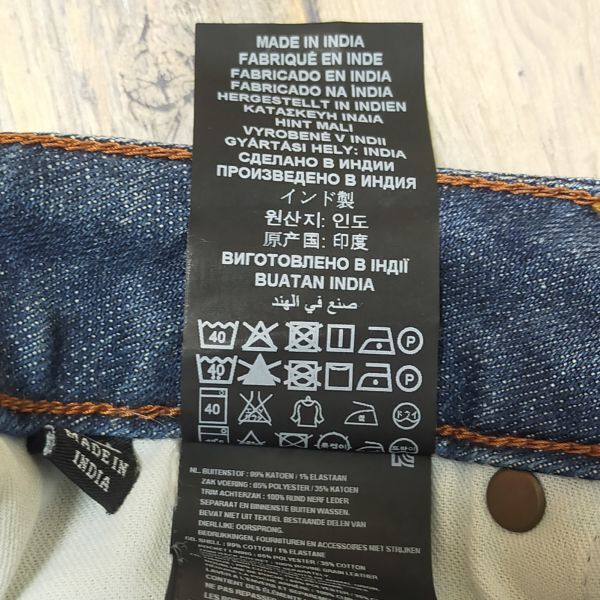 MADE IN INDIA
FABRIQUÉ EN INDE
FABRICADO EN INDIA
FABRICADO NA ÍNDIA
HERGESTELLT IN INDIEN
ΚΑΤΑΣΚΕΥΗ ΙΝΔΙΑ
HINT MALI
VYROBENÉ V INDII
GYÁRTÁSI HELY: INDIA
СДЕЛАНО В ИНДИИ
ПРОИЗВЕДЕНО В ИНДИЯ
インド製
원산지: 인도
原产国: 印度
ВИГОТОВЛЕНО В ІНДІЇ
BUATAN INDIA
صنع في الهند
40 P
40 P
40 ドライ
MADE IN
INDIA
NL. BUITENSTOF: 99% KATOEN / 1% ELASTAAN
ZAK VOERING: 65% POLYESTER / 35% KATOEN
TRIM ACHTERZAK: 100% RUND NERF LEDER
SEPARAAT EN BINNENSTE BUITEN WASSEN.
BEVAT NIET UIT TEXTIEL BESTAANDE DELEN VAN
DIERLIJKE OORSPRONG.
BEDRUKKINGEN, FOURNITUREN EN ACCESSOIRES NIET STRIJKEN
SHELL: 99% COTTON / 1% ELASTANE
POCKET LINING: 65% POLYESTER / 35% COTTON